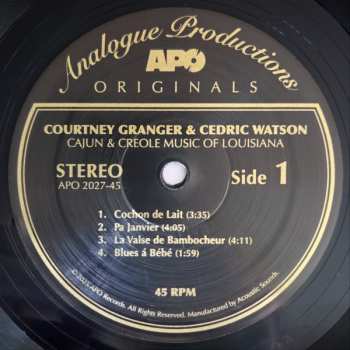 Analogue Productions
APO
ORIGINALS
COURTNEY GRANGER & CEDRIC WATSON
CAJUN & CREOLE MUSIC OF LOUISIANA
STEREO
APO 2027-45
Side 1
1. Cochon de Lait (3:35)
2. Pa Janvier (4:05)
3. La Valse de Bambocheur (4:11)
4. Blues á Bébé (1:59)
45 RPM
APO Records. All Rights Reserved. Manufactured by Acoustic Sounds.